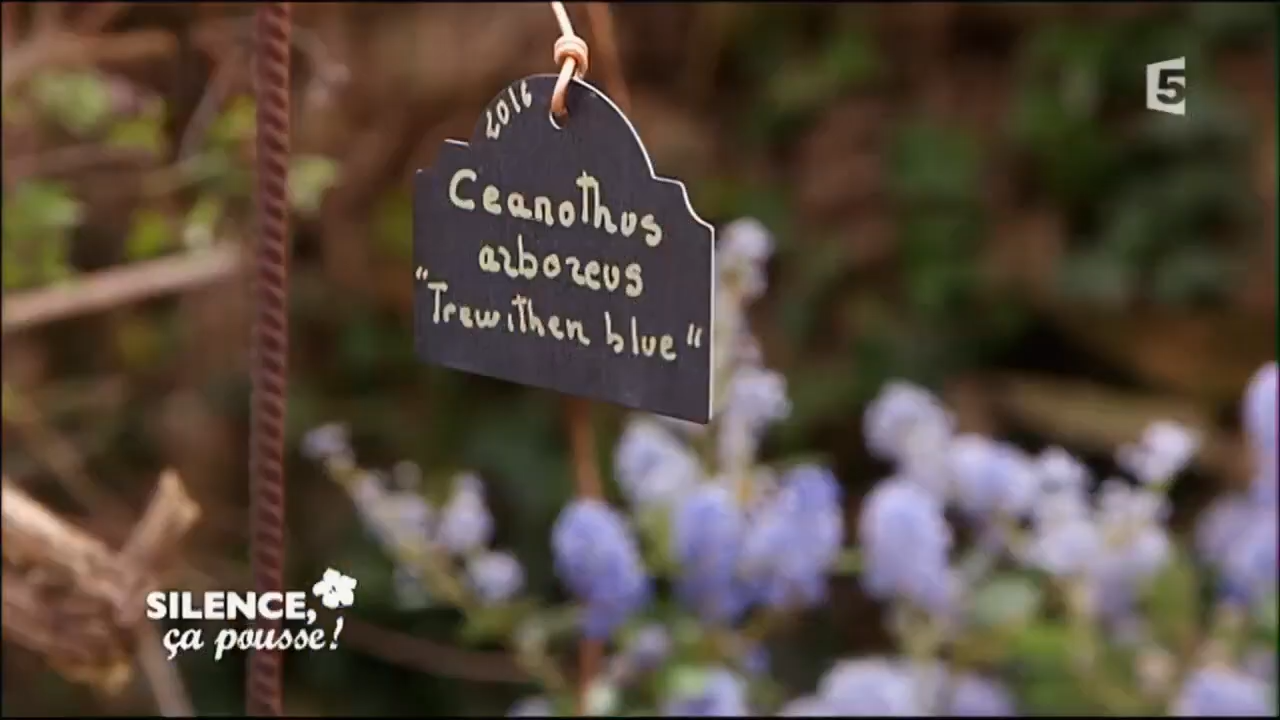 5
2016
Ceanothus
arboreus
"Trewithen blue"
SILENCE,
ça pousse!